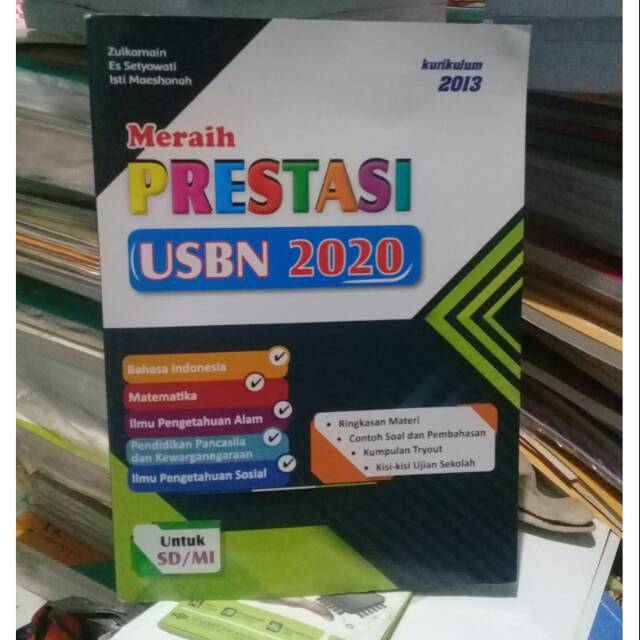 Zulkarnain
Es Setyowati
Isti Maeshonah
kurikulum
2013
Meraih
PRESTASI
USBN 2020
Bahasa Indonesia
Matematika
Ilmu Pengetahuan Alam
Pendidikan Pancasila
dan Kewarganegaraan
Ilmu Pengetahuan Sosial
• Ringkasan Materi
• Contoh Soal dan Pembahasan
• Kumpulan Tryout
• Kisi-kisi Ujian Sekolah
Untuk
SD/MI